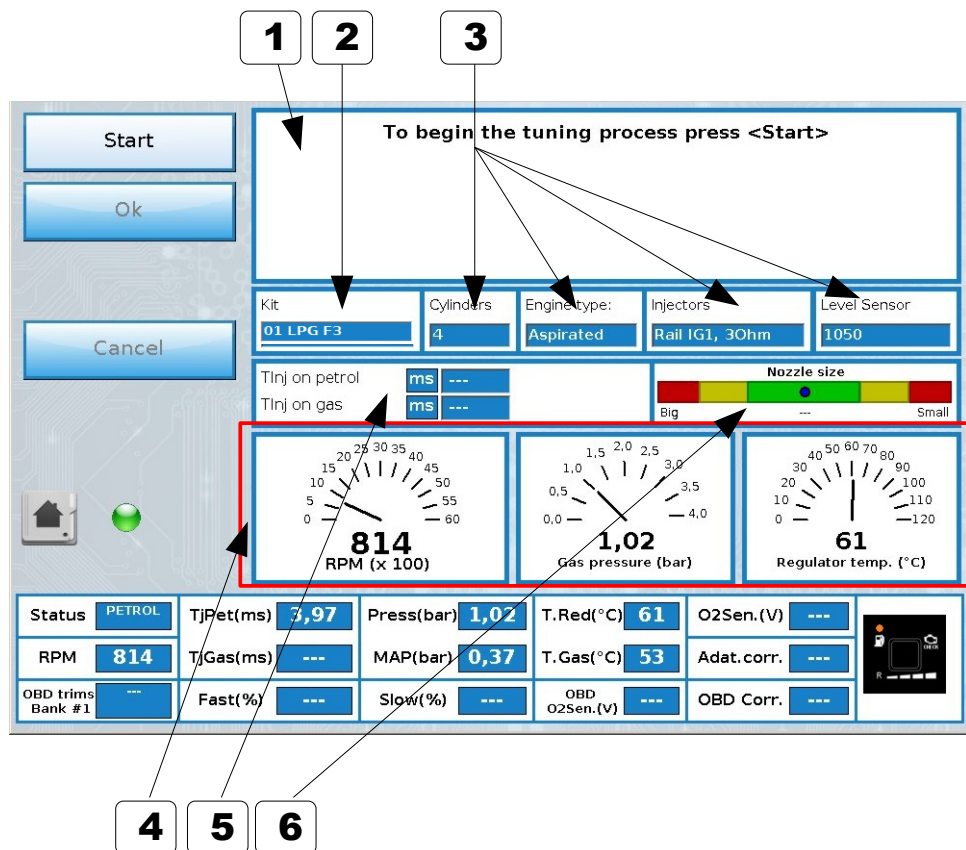 1 2 3
Start
To begin the tuning process press <Start>
Ok
Cancel
Kit
01 LPG F3
Cylinders
4
Engine type:
Aspirated
Injectors
Rail IG1, 3Ohm
Level Sensor
1050
TInj on petrol ms ---
TInj on gas ms ---
Nozzle size
Big --- Small
0 5 10 15 20 25 30 35 40 45 50 55 60
814
RPM (x 100)
0,0 0,5 1,0 1,5 2,0 2,5 3,0 3,5 4,0
1,02
Gas pressure (bar)
0 10 20 30 40 50 60 70 80 90 100 110 120
61
Regulator temp. (°C)
Status PETROL TjPet(ms) 3,97 Press(bar) 1,02 T.Red(°C) 61 O2Sen.(V) ---
RPM 814 TjGas(ms) --- MAP(bar) 0,37 T.Gas(°C) 53 Adat.corr. ---
OBD trims Bank #1 --- Fast(%) --- Slow(%) --- OBD O2Sen.(V) --- OBD Corr. ---
CHECK
R
4 5 6